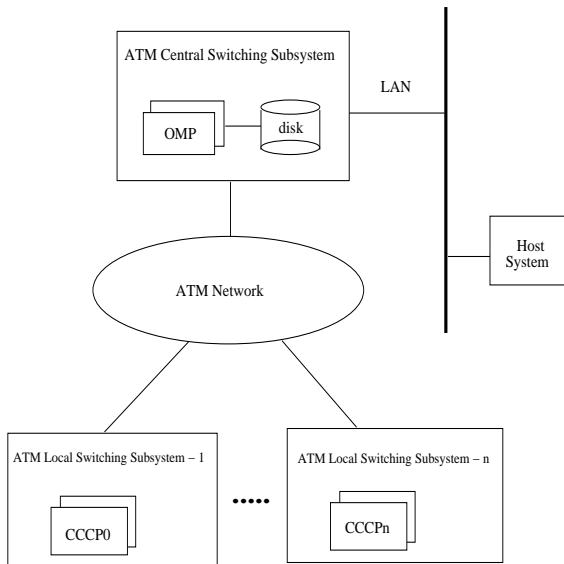 ATM Central Switching Subsystem
LAN
OMP
disk
Host
System
ATM Network
ATM Local Switching Subsystem – 1
ATM Local Switching Subsystem – n
CCCP0
CCCPn